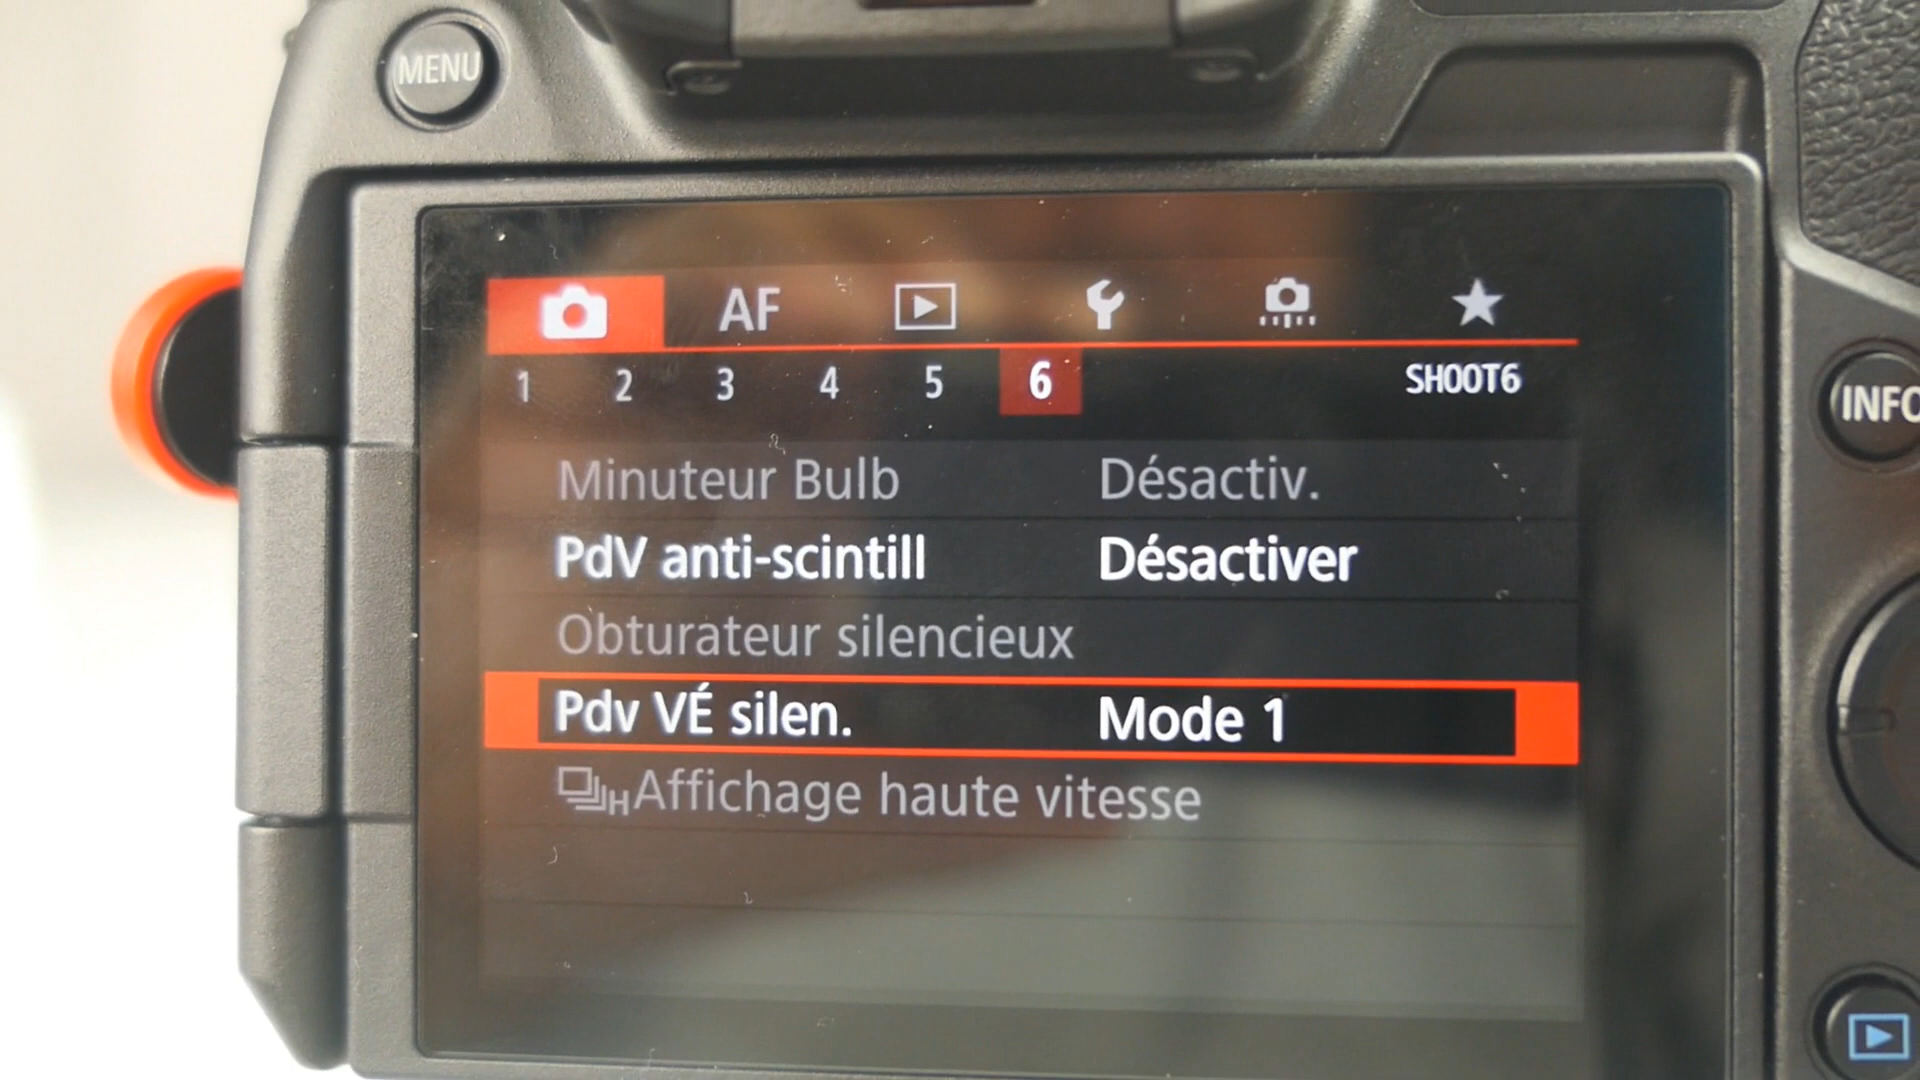 MENU
AF
1 2 3 4 5 6 SHOOT6
INFO
Minuteur Bulb Désactiv.
PdV anti-scintill Désactiver
Obturateur silencieux
Pdv VÉ silen. Mode 1
H Affichage haute vitesse